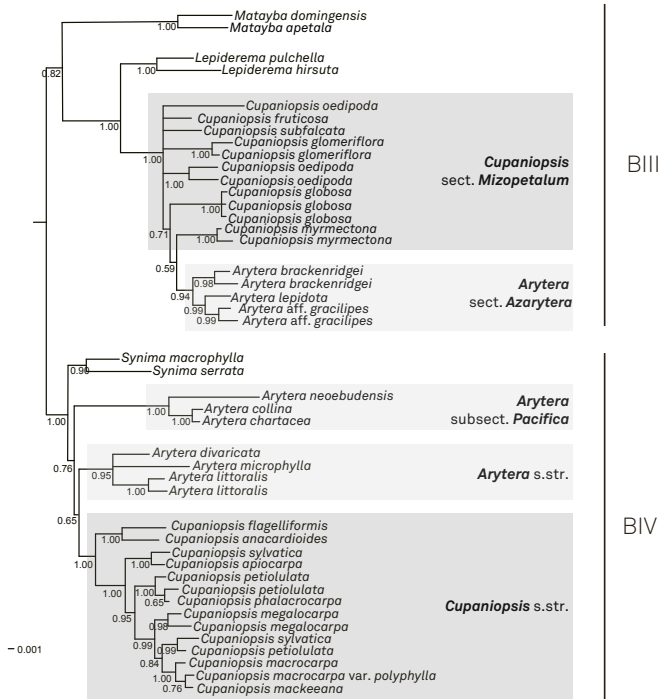 Matayba domingensis
1.00
Matayba apetala
0.82
Lepiderema pulchella
1.00
Lepiderema hirsuta
1.00
Cupaniopsis oedipoda
Cupaniopsis fruticosa
Cupaniopsis subfalcata
Cupaniopsis glomeriflora
1.00
Cupaniopsis glomeriflora
1.00
Cupaniopsis oedipoda
1.00
Cupaniopsis oedipoda
Cupaniopsis globosa
Cupaniopsis globosa
1.00
Cupaniopsis globosa
0.71
Cupaniopsis myrmectona
1.00
Cupaniopsis myrmectona
Cupaniopsis
sect. Mizopetalum
BIII
0.59
Arytera brackenridgei
0.98
Arytera brackenridgei
0.94
Arytera lepidota
0.99
Arytera aff. gracilipes
0.99
Arytera aff. gracilipes
Arytera
sect. Azarytera
Synima macrophylla
0.90
Synima serrata
1.00
Arytera neoebudensis
1.00
Arytera collina
1.00
Arytera chartacea
Arytera
subsect. Pacifica
0.76
Arytera divaricata
Arytera microphylla
0.95
Arytera littoralis
1.00
Arytera littoralis
Arytera s.str.
0.65
BIV
Cupaniopsis flagelliformis
1.00
Cupaniopsis anacardioides
1.00
Cupaniopsis sylvatica
1.00
Cupaniopsis apiocarpa
1.00
Cupaniopsis petiolulata
1.00
Cupaniopsis petiolulata
0.65
Cupaniopsis phalacrocarpa
0.95
Cupaniopsis megalocarpa
0.98
Cupaniopsis megalocarpa
0.99
Cupaniopsis sylvatica
0.99
Cupaniopsis petiolulata
0.84
Cupaniopsis macrocarpa
1.00
Cupaniopsis macrocarpa var. polyphylla
0.76
Cupaniopsis mackeeana
Cupaniopsis s.str.
0.001